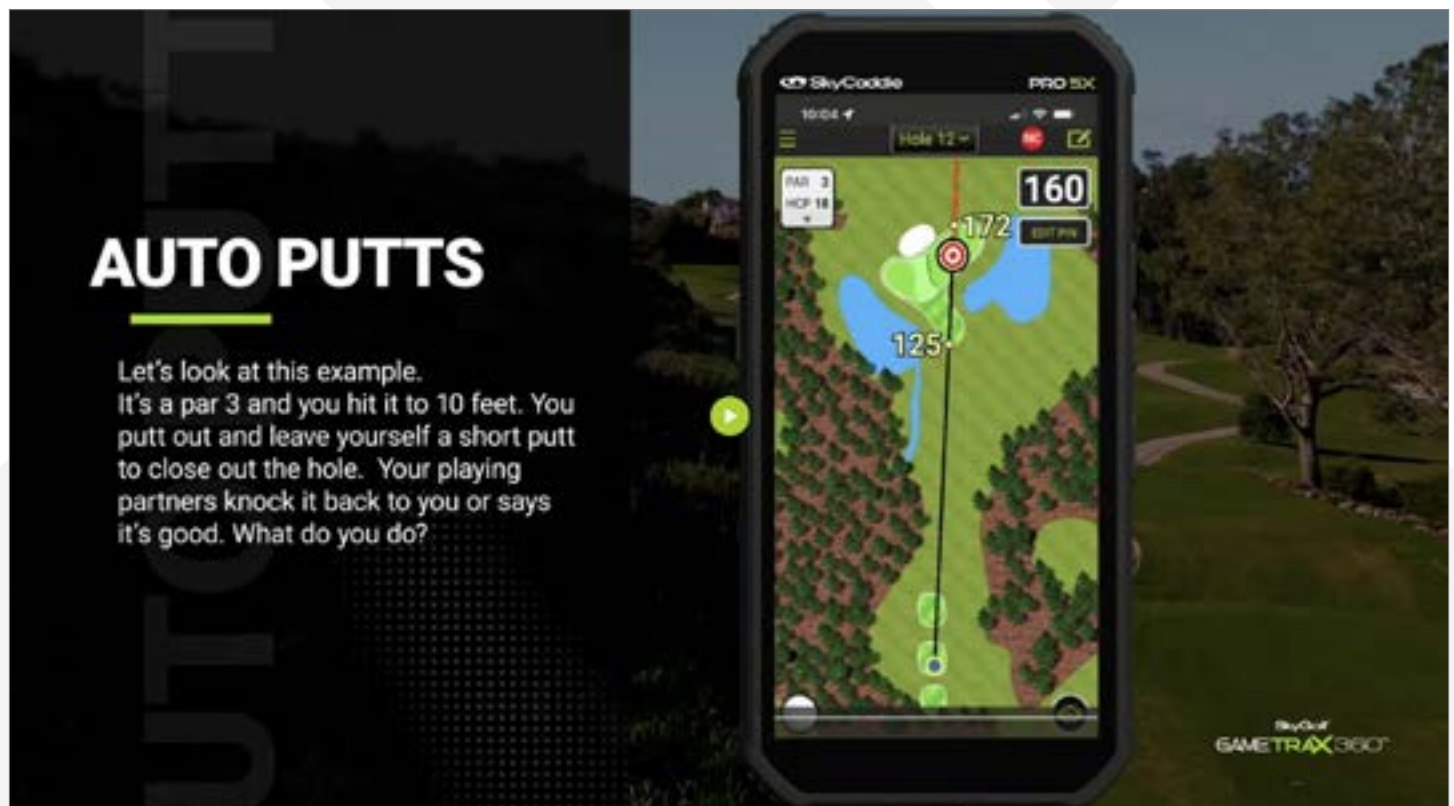 AUTO PUTTS
Let's look at this example.
It's a par 3 and you hit it to 10 feet. You
putt out and leave yourself a short putt
to close out the hole. Your playing
partners knock it back to you or says
it's good. What do you do?
SkyCaddie PRO 5X
10:04
Hole 12
NC
PAR 3
HCP 18
160
EDIT PIN
172
125
SkyGolf
GAMETRAX360